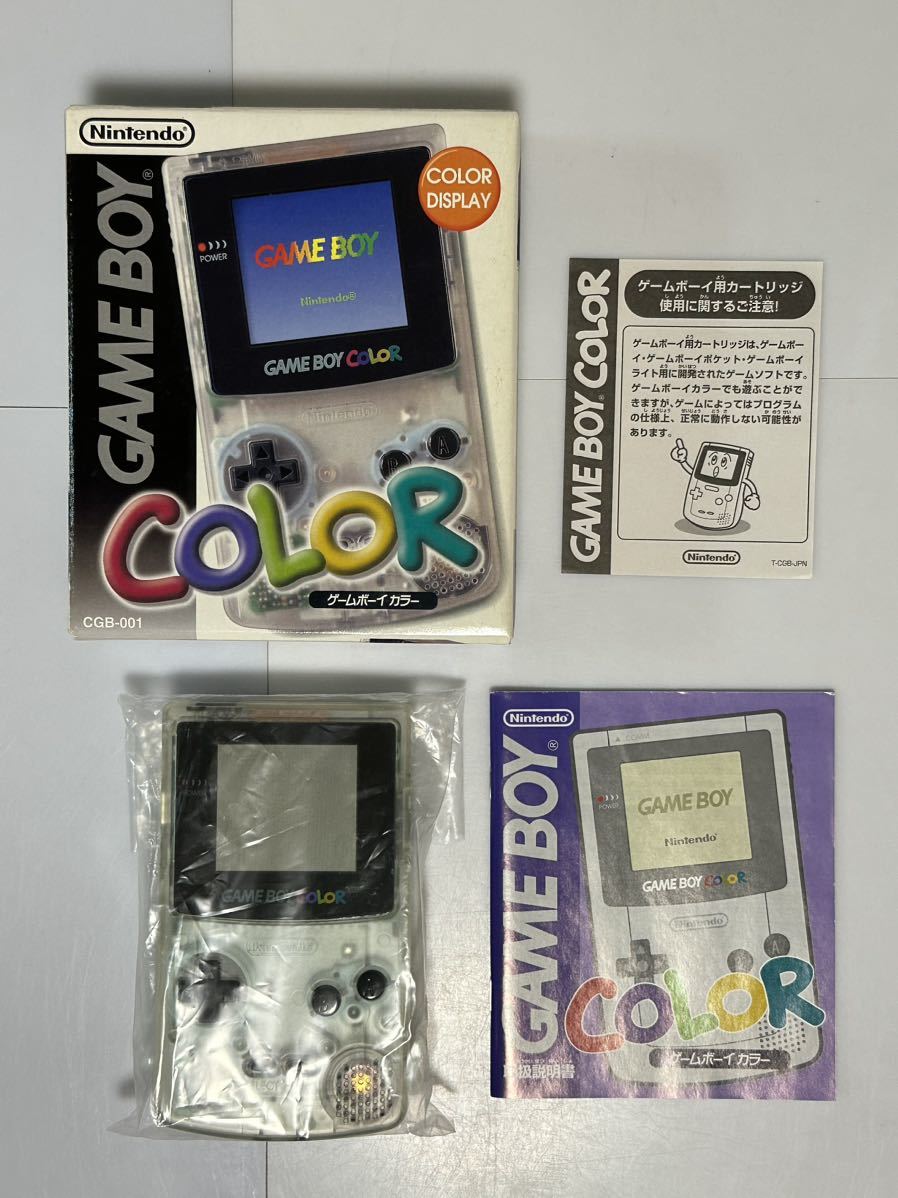 Nintendo®
GAME BOY®
COLOR
DISPLAY
POWER
GAME BOY
Nintendo®
GAME BOY COLOR
Nintendo
B
A
COLOR
ゲームボーイカラー
CGB-001
GAME BOY COLOR
ゲームボーイ用カートリッジ
使用に関するご注意!
ゲームボーイ用カートリッジは、ゲームボー
イ・ゲームボーイポケット・ゲームボーイ
ライト用に開発されたゲームソフトです。
ゲームボーイカラーでも遊ぶことがで
きますが、ゲームによってはプログラム
の仕様上、正常に動作しない可能性が
あります。
Nintendo
T-CGB-JPN
POWER
GAME BOY COLOR
Nintendo
Nintendo®
GAME BOY®
▲ COMM.
POWER
GAME BOY
Nintendo
GAME BOY COLOR
Nintendo
A
COLOR
ゲームボーイカラー
取扱説明書